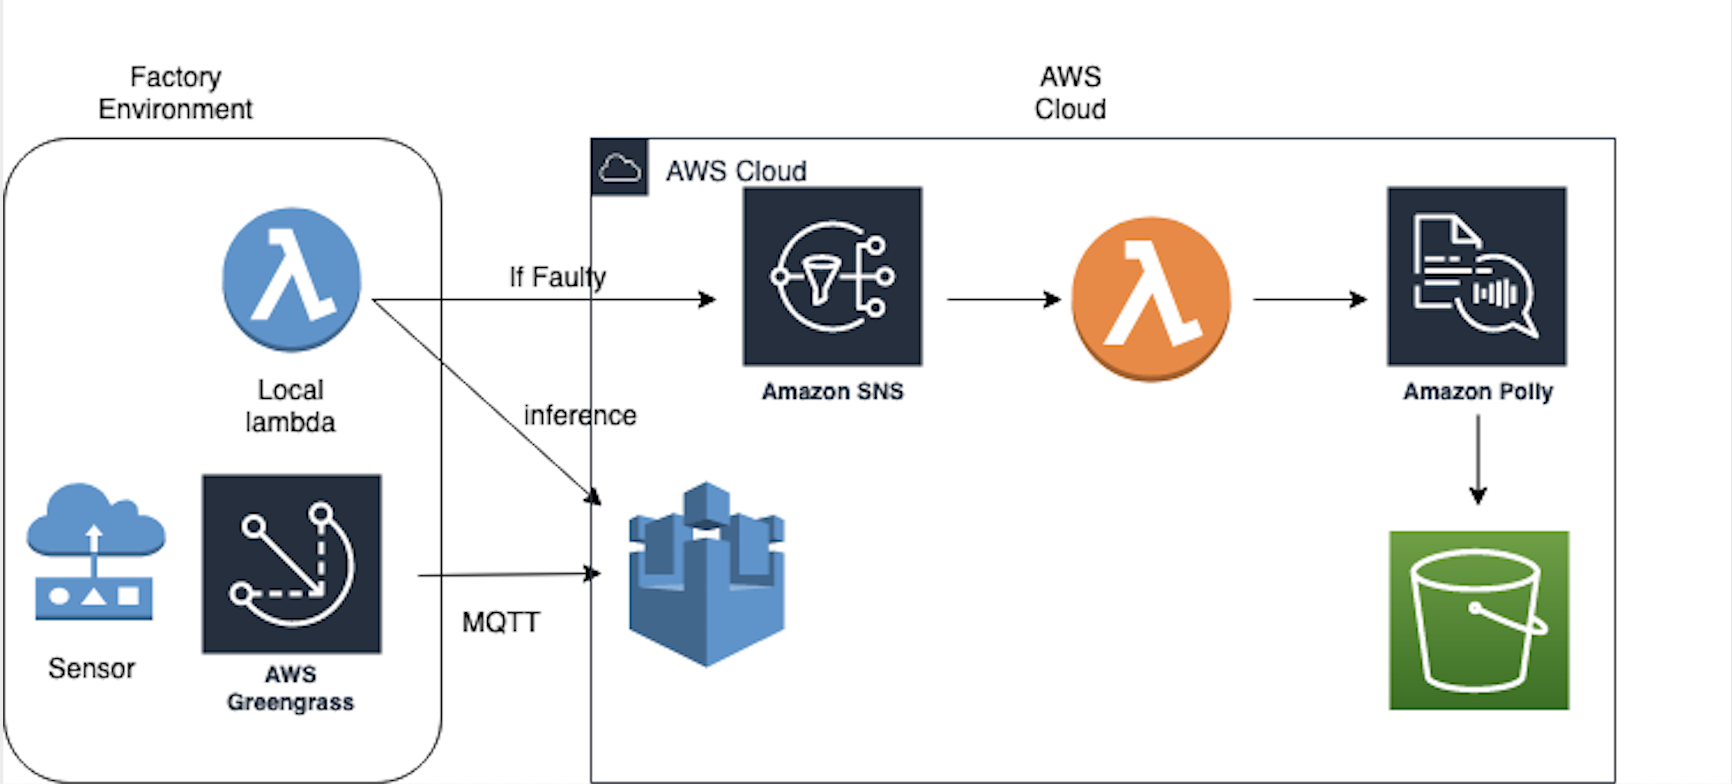 Factory
Environment
AWS
Cloud
AWS Cloud
If Faulty
Amazon SNS
Amazon Polly
Local
lambda
inference
MQTT
Sensor
AWS
Greengrass